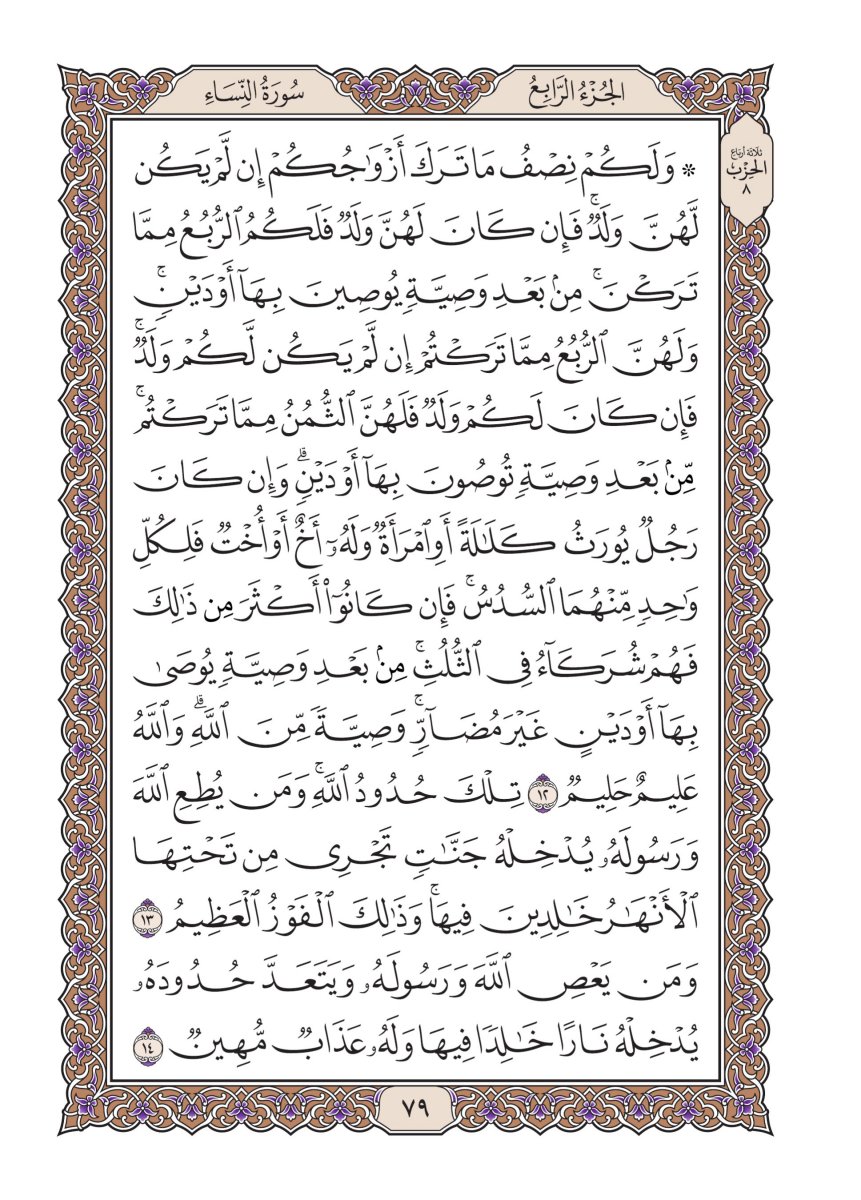 الجُزْءُ الرَّابِعُ
سُورَةُ النِّسَاءِ
ثلاثة أرباع
الحِزْب
٨
۞ وَلَكُمْ نِصْفُ مَا تَرَكَ أَزْوَٰجُكُمْ إِن لَّمْ يَكُن
لَّهُنَّ وَلَدٌۚ فَإِن كَانَ لَهُنَّ وَلَدٌ فَلَكُمُ ٱلرُّبُعُ مِمَّا
تَرَكْنَۚ مِنۢ بَعْدِ وَصِيَّةٍ يُوصِينَ بِهَآ أَوْ دَيْنٍۚ
وَلَهُنَّ ٱلرُّبُعُ مِمَّا تَرَكْتُمْ إِن لَّمْ يَكُن لَّكُمْ وَلَدٌۚ
فَإِن كَانَ لَكُمْ وَلَدٌ فَلَهُنَّ ٱلثُّمُنُ مِمَّا تَرَكْتُمۚ
مِّنۢ بَعْدِ وَصِيَّةٍ تُوصُونَ بِهَآ أَوْ دَيْنٍۗ وَإِن كَانَ
رَجُلٌ يُورَثُ كَلَٰلَةً أَوِ ٱمْرَأَةٌ وَلَهُۥٓ أَخٌ أَوْ أُخْتٌ فَلِكُلِّ
وَٰحِدٍ مِّنْهُمَا ٱلسُّدُسُۚ فَإِن كَانُوٓا۟ أَكْثَرَ مِن ذَٰلِكَ
فَهُمْ شُرَكَآءُ فِى ٱلثُّلُثِۚ مِنۢ بَعْدِ وَصِيَّةٍ يُوصَىٰ
بِهَآ أَوْ دَيْنٍ غَيْرَ مُضَآرٍّۚ وَصِيَّةً مِّنَ ٱللَّهِۗ وَٱللَّهُ
عَلِيمٌ حَلِيمٌ ١٢ تِلْكَ حُدُودُ ٱللَّهِۚ وَمَن يُطِعِ ٱللَّهَ
وَرَسُولَهُۥ يُدْخِلْهُ جَنَّٰتٍ تَجْرِى مِن تَحْتِهَا
ٱلْأَنْهَٰرُ خَٰلِدِينَ فِيهَاۚ وَذَٰلِكَ ٱلْفَوْزُ ٱلْعَظِيمُ ١٣
وَمَن يَعْصِ ٱللَّهَ وَرَسُولَهُۥ وَيَتَعَدَّ حُدُودَهُۥ
يُدْخِلْهُ نَارًا خَٰلِدًا فِيهَا وَلَهُۥ عَذَابٌ مُّهِينٌ ١٤
٧٩